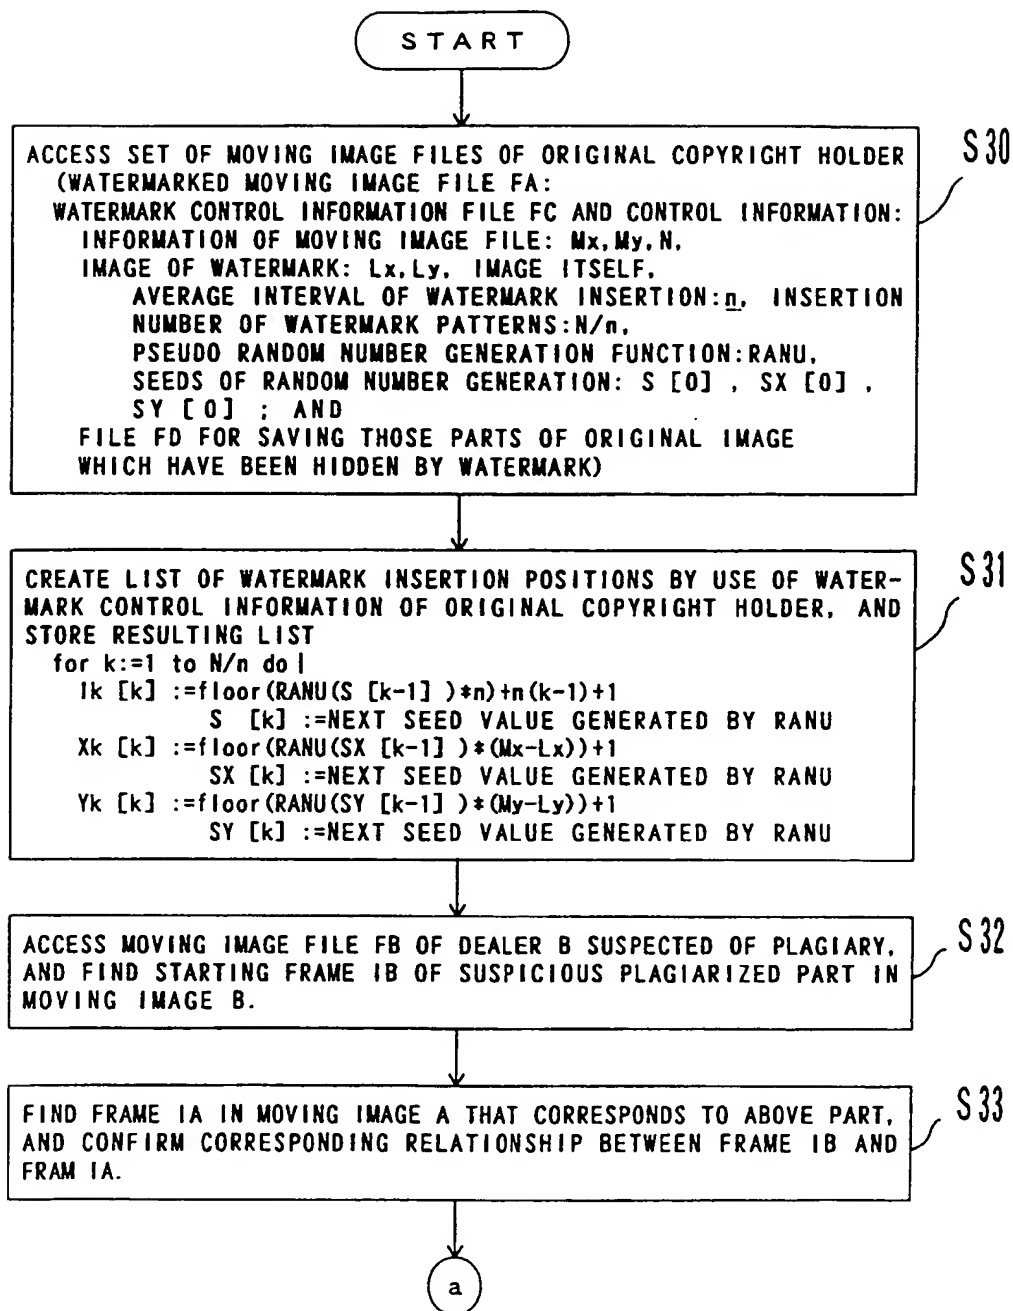 START
S30
ACCESS SET OF MOVING IMAGE FILES OF ORIGINAL COPYRIGHT HOLDER
(WATERMARKED MOVING IMAGE FILE FA:
WATERMARK CONTROL INFORMATION FILE FC AND CONTROL INFORMATION:
INFORMATION OF MOVING IMAGE FILE: Mx, My, N,
IMAGE OF WATERMARK: Lx, Ly, IMAGE ITSELF,
AVERAGE INTERVAL OF WATERMARK INSERTION:n, INSERTION
NUMBER OF WATERMARK PATTERNS:N/n,
PSEUDO RANDOM NUMBER GENERATION FUNCTION:RANU,
SEEDS OF RANDOM NUMBER GENERATION: S [0] , SX [0] ,
SY [0] ; AND
FILE FD FOR SAVING THOSE PARTS OF ORIGINAL IMAGE
WHICH HAVE BEEN HIDDEN BY WATERMARK)
S31
CREATE LIST OF WATERMARK INSERTION POSITIONS BY USE OF WATER-
MARK CONTROL INFORMATION OF ORIGINAL COPYRIGHT HOLDER, AND
STORE RESULTING LIST
for k:=1 to N/n do |
Ik [k] :=floor(RANU(S [k-1] )*n)+n(k-1)+1
S [k] :=NEXT SEED VALUE GENERATED BY RANU
Xk [k] :=floor(RANU(SX [k-1] )*(Mx-Lx))+1
SX [k] :=NEXT SEED VALUE GENERATED BY RANU
Yk [k] :=floor(RANU(SY [k-1] )*(My-Ly))+1
SY [k] :=NEXT SEED VALUE GENERATED BY RANU
S32
ACCESS MOVING IMAGE FILE FB OF DEALER B SUSPECTED OF PLAGIARY,
AND FIND STARTING FRAME IB OF SUSPICIOUS PLAGIARIZED PART IN
MOVING IMAGE B.
S33
FIND FRAME IA IN MOVING IMAGE A THAT CORRESPONDS TO ABOVE PART,
AND CONFIRM CORRESPONDING RELATIONSHIP BETWEEN FRAME IB AND
FRAM IA.
a